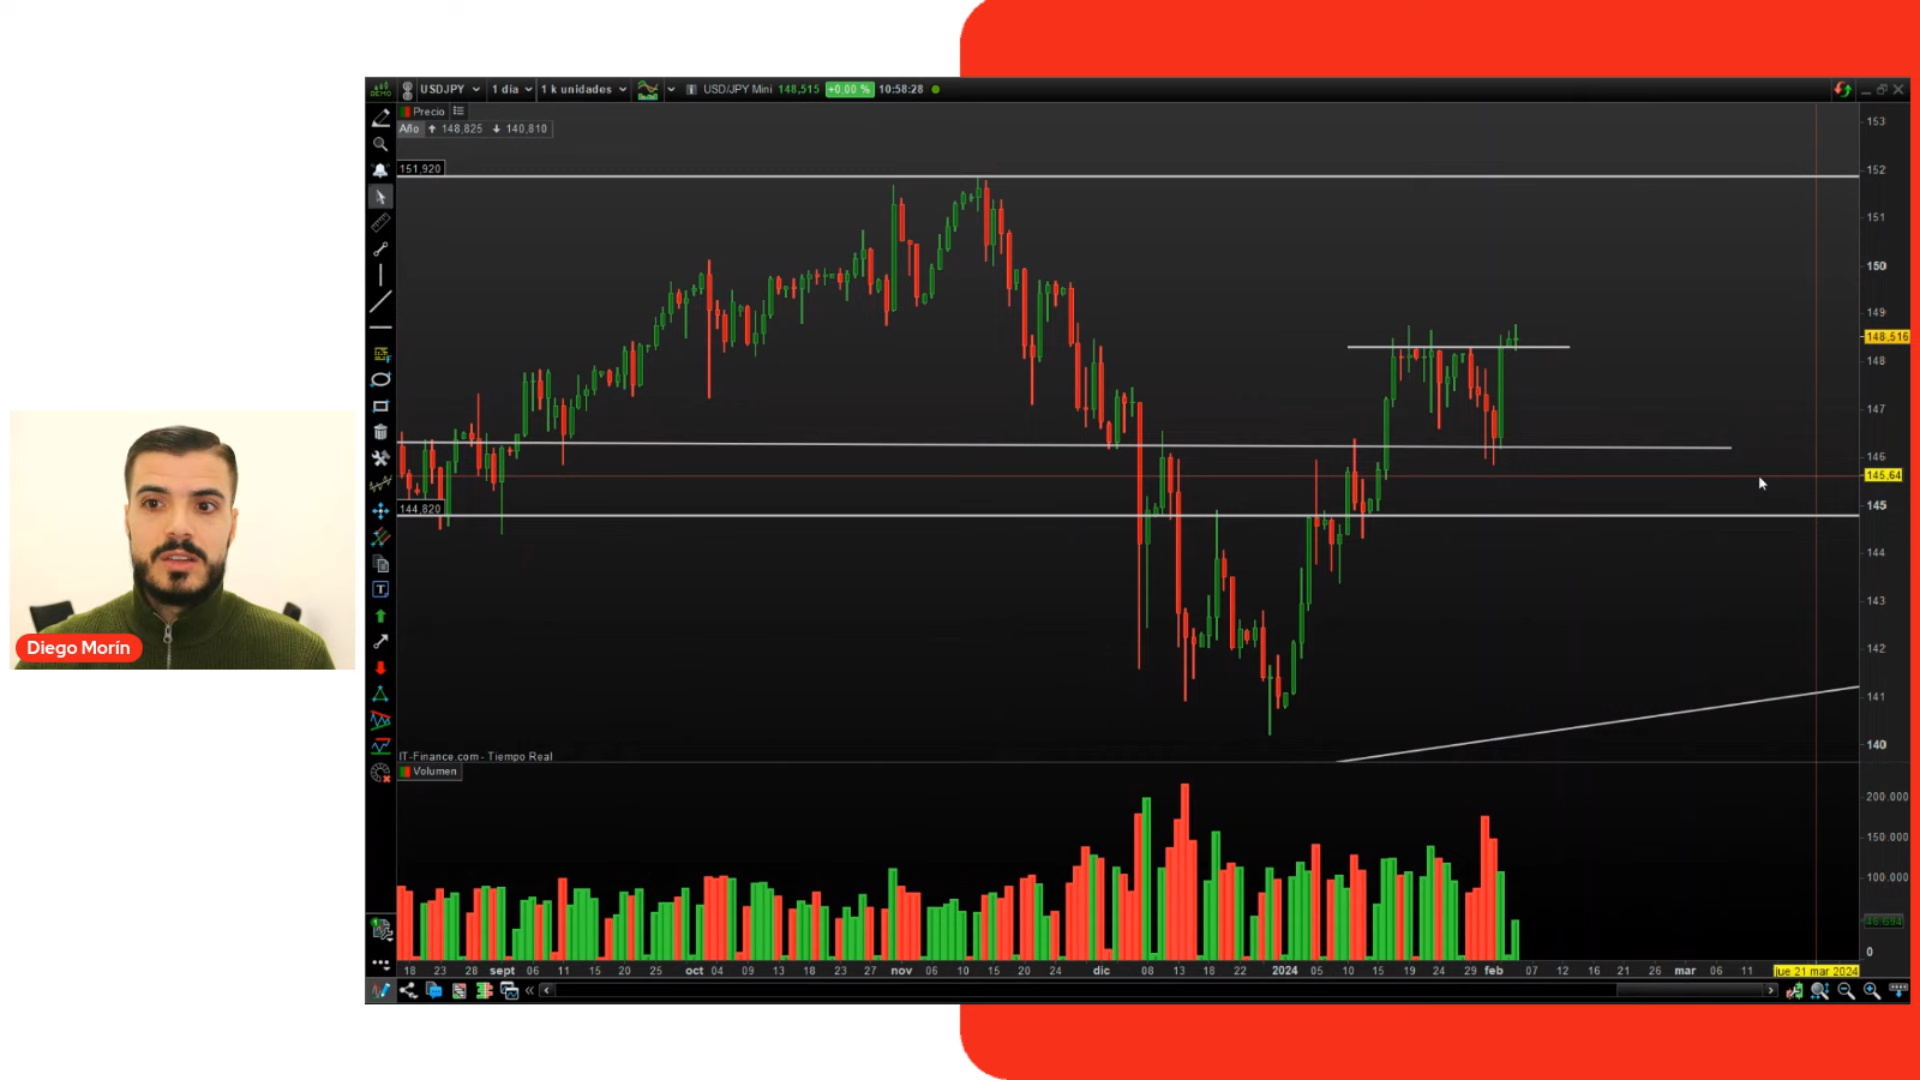 DEMO
USDJPY
1 día
1 k unidades
USD/JPY Mini 148,515 +0,00 % 10:58:28
Precio
Año 148,825 140,810
151,920
144,820
153
152
151
150
149
148,516
148
147
146
145,64
145
144
143
142
141
140
IT-Finance.com - Tiempo Real
Volumen
200.000
150.000
100.000
0
18 23 28 sept 06 11 15 20 25 oct 04 09 13 18 23 27 nov 06 10 15 20 24 dic 08 13 18 22 2024 05 10 15 19 24 29 feb 07 12 16 21 26 mar 06 11 jue 21 mar 2024
Diego Morín